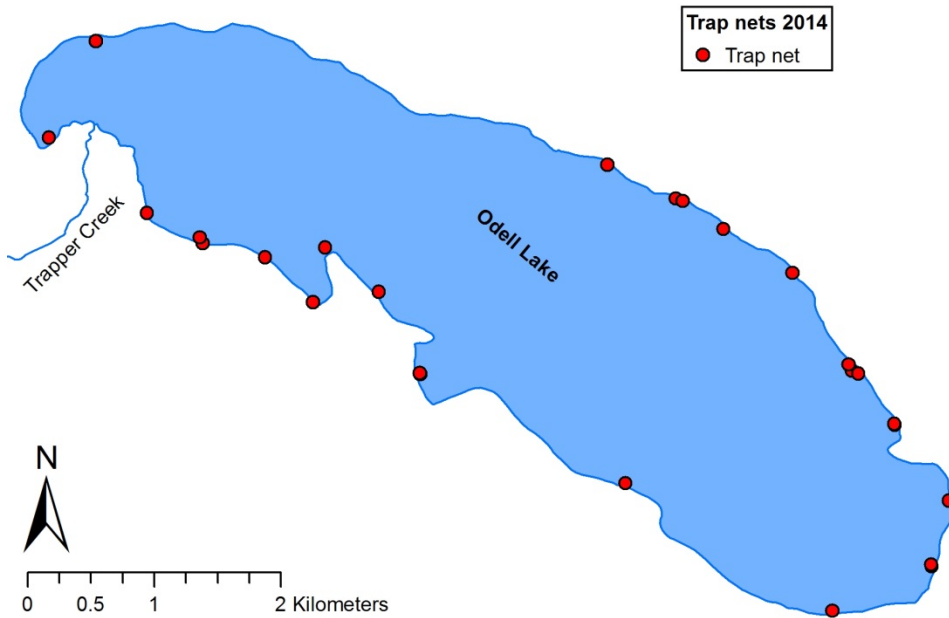 Trap nets 2014
Trap net
Odell Lake
Trapper Creek
N
0 0.5 1 2 Kilometers